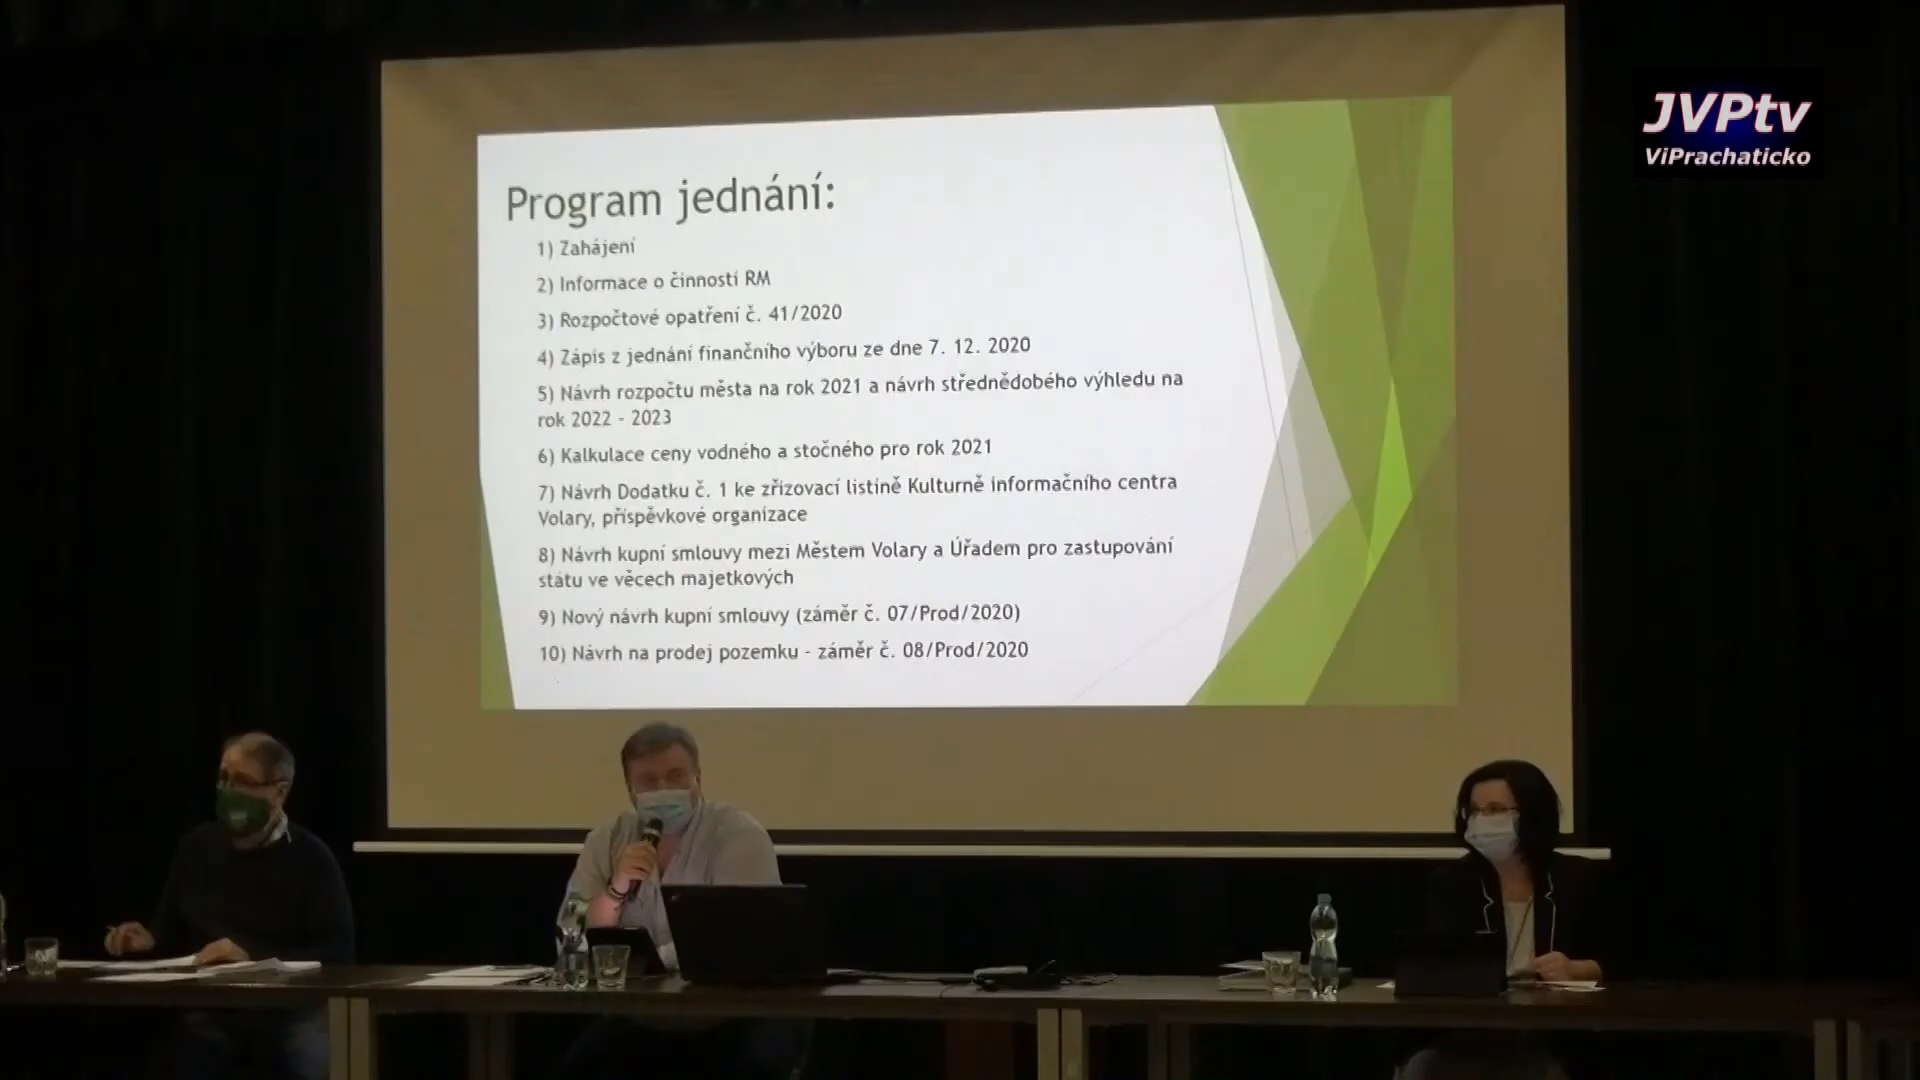 JVPtv
ViPrachaticko
Program jednání:
1) Zahájení
2) Informace o činnosti RM
3) Rozpočtové opatření č. 41/2020
4) Zápis z jednání finančního výboru ze dne 7. 12. 2020
5) Návrh rozpočtu města na rok 2021 a návrh střednědobého výhledu na
rok 2022 - 2023
6) Kalkulace ceny vodného a stočného pro rok 2021
7) Návrh Dodatku č. 1 ke zřizovací listině Kulturně informačního centra
Volary, příspěvkové organizace
8) Návrh kupní smlouvy mezi Městem Volary a Úřadem pro zastupování
státu ve věcech majetkových
9) Nový návrh kupní smlouvy (záměr č. 07/Prod/2020)
10) Návrh na prodej pozemku - záměr č. 08/Prod/2020